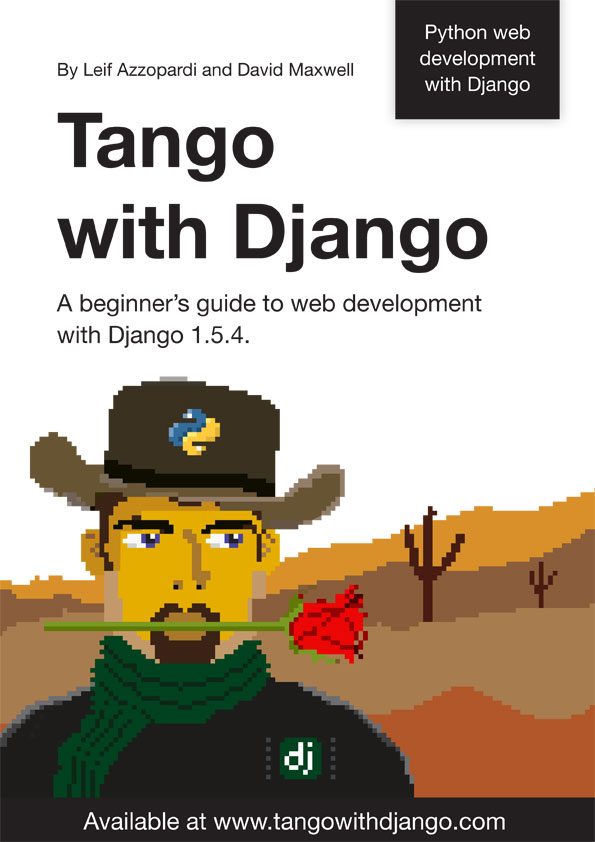 Python web
development
with Django
By Leif Azzopardi and David Maxwell
Tango
with Django
A beginner’s guide to web development
with Django 1.5.4.
dj
Available at www.tangowithdjango.com